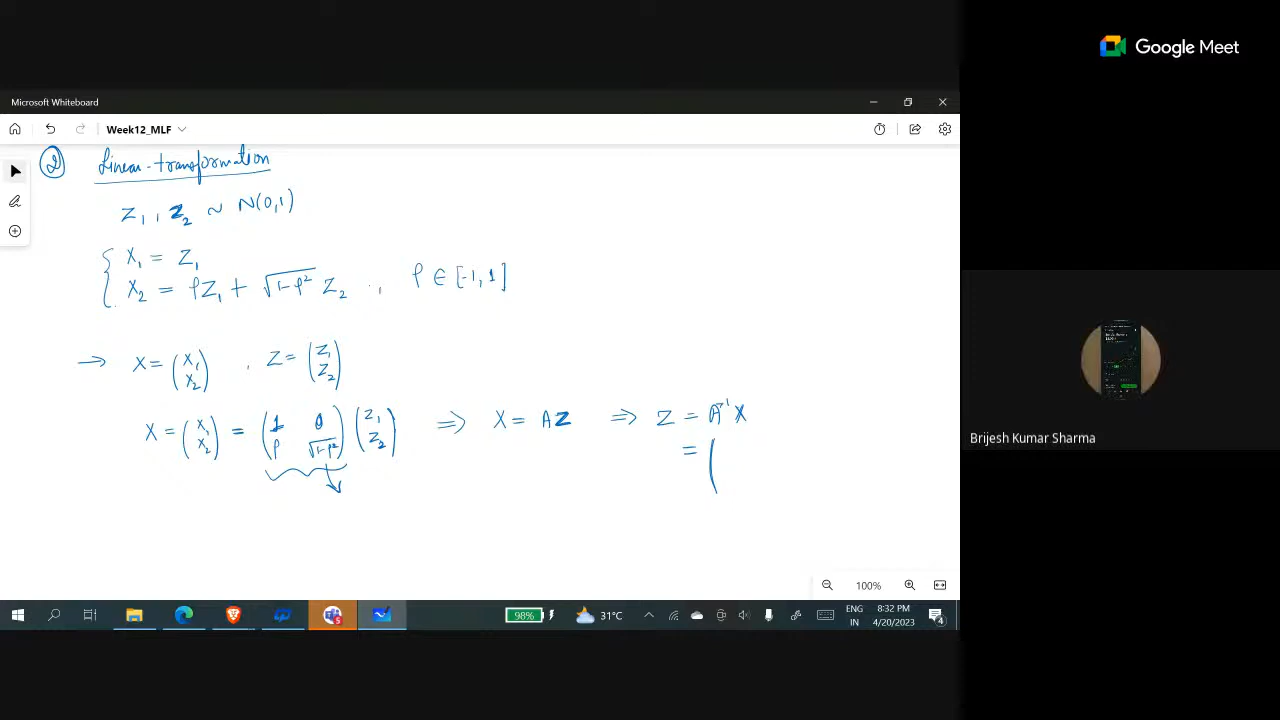 Google Meet
Microsoft Whiteboard
Week12_MLF
② Linear-transformation
Z₁, Z₂ ~ N(0,1)
{ X₁ = Z₁
X₂ = ρZ₁ + √1-ρ² Z₂ , ρ ∈ [-1, 1]
→ X = (X₁ X₂) , Z = (Z₁ Z₂)
X = (X₁ X₂) = (1 0 ρ √1-ρ²) (Z₁ Z₂) ⇒ X = AZ ⇒ Z = A⁻¹X
= (
Brijesh Kumar Sharma
100%
98% 31°C ENG IN 8:32 PM 4/20/2023 4